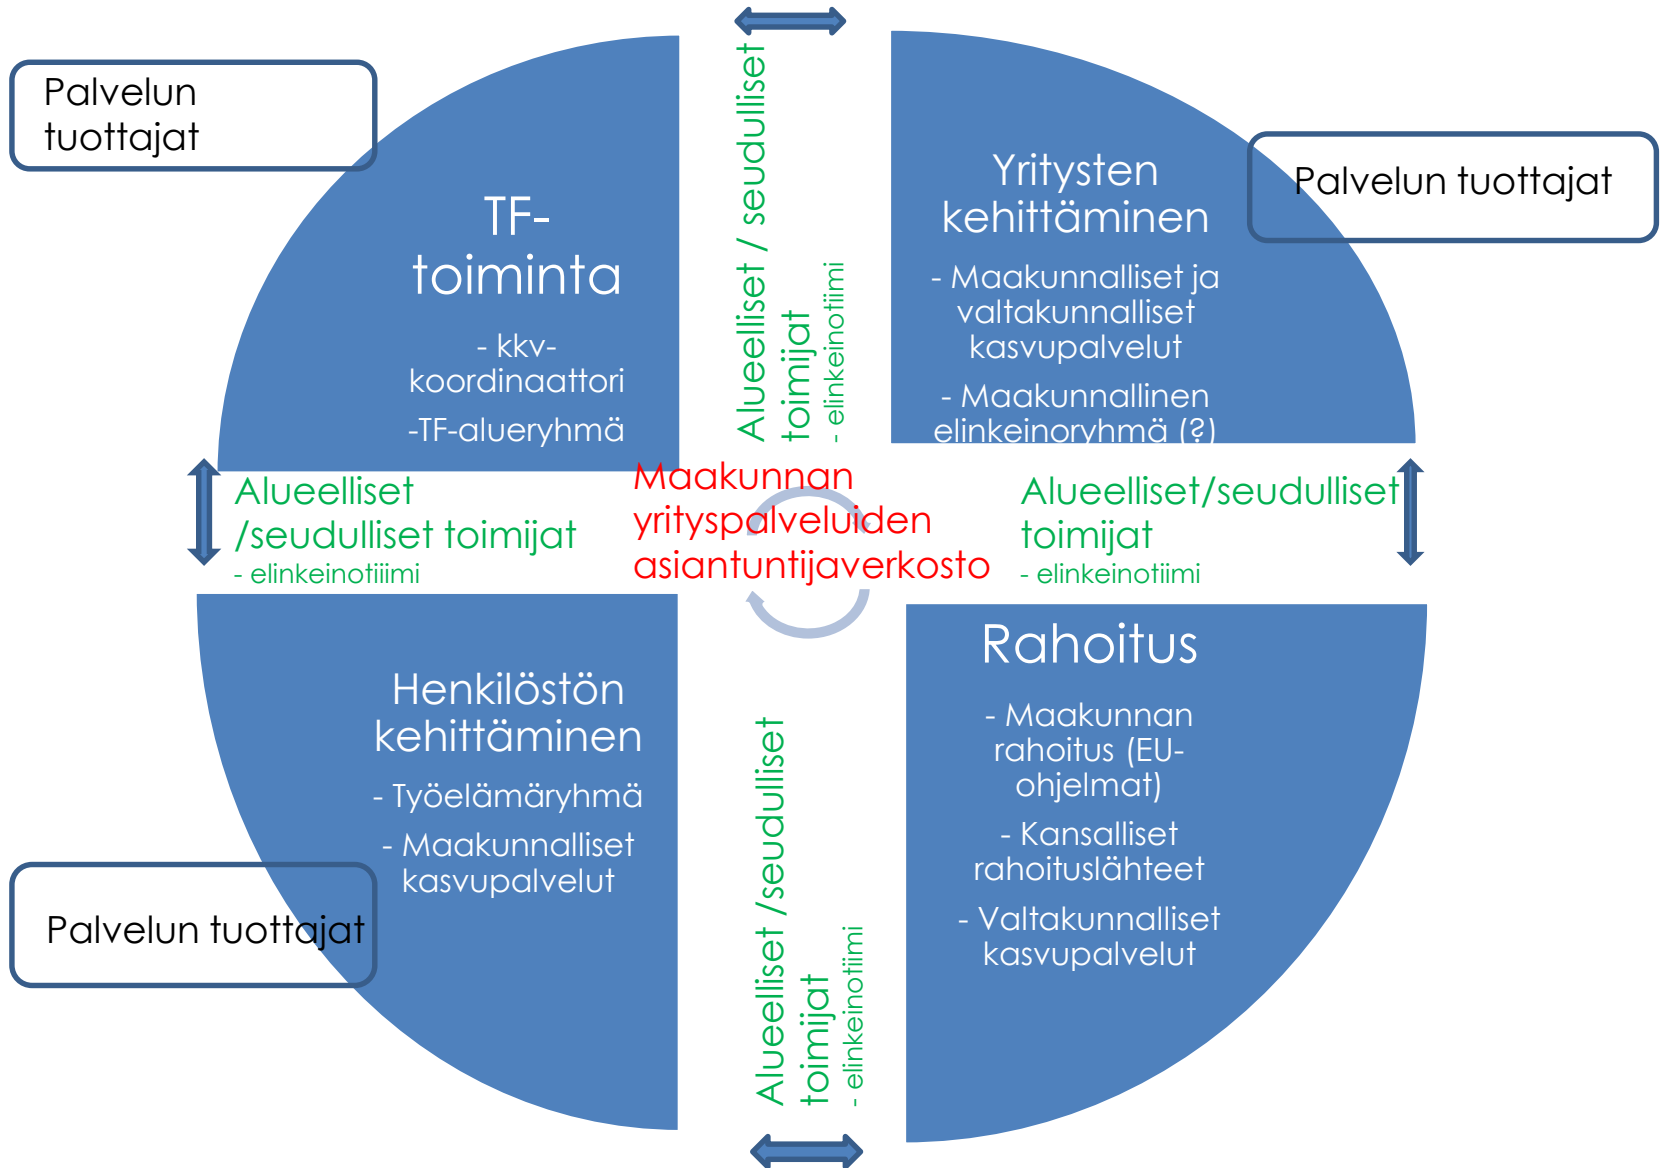 Palvelun
tuottajat
TF-
toiminta
- kkv-
koordinaattori
-TF-alueryhmä
Alueelliset / seudulliset
toimijat
- elinkeinotiimi
Yritysten
kehittäminen
- Maakunnalliset ja
valtakunnalliset
kasvupalvelut
- Maakunnallinen
elinkeinoryhmä (?)
Palvelun tuottajat
Alueelliset
/seudulliset toimijat
- elinkeinotiiimi
Maakunnan
yrityspalveluiden
asiantuntijaverkosto
Alueelliset/seudulliset
toimijat
- elinkeinotiimi
Henkilöstön
kehittäminen
- Työelämäryhmä
- Maakunnalliset
kasvupalvelut
Palvelun tuottajat
Alueelliset /seudulliset
toimijat
- elinkeinotiimi
Rahoitus
- Maakunnan
rahoitus (EU-
ohjelmat)
- Kansalliset
rahoituslähteet
- Valtakunnalliset
kasvupalvelut